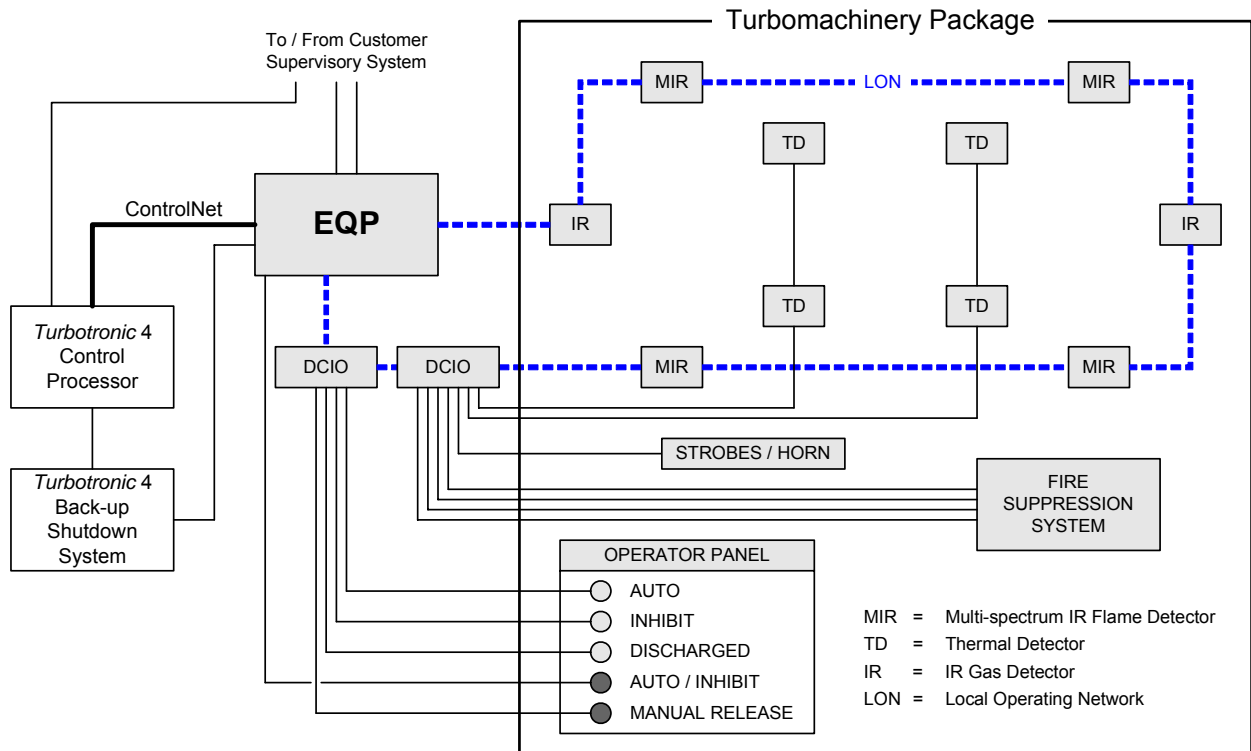 Turbomachinery Package
To / From Customer
Supervisory System
MIR
LON
MIR
TD
TD
ControlNet
EQP
IR
IR
TD
TD
Turbotronic 4
Control
Processor
DCIO
DCIO
MIR
MIR
STROBES / HORN
Turbotronic 4
Back-up
Shutdown
System
FIRE
SUPPRESSION
SYSTEM
OPERATOR PANEL
AUTO
INHIBIT
DISCHARGED
AUTO / INHIBIT
MANUAL RELEASE
MIR = Multi-spectrum IR Flame Detector
TD = Thermal Detector
IR = IR Gas Detector
LON = Local Operating Network